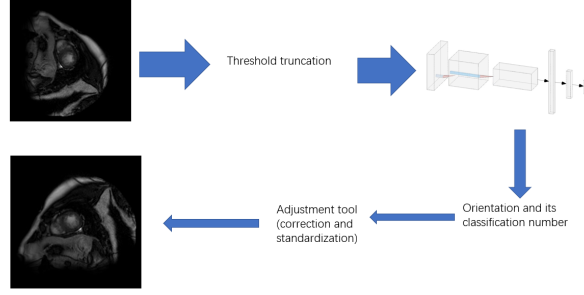 Threshold truncation
Orientation and its
classification number
Adjustment tool
(correction and
standardization)